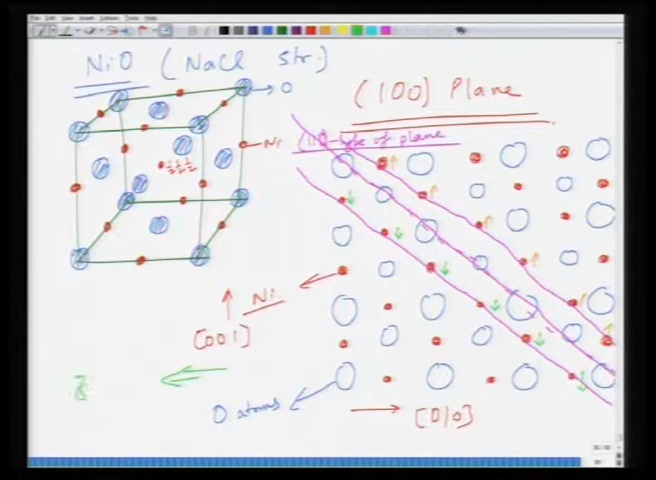 NiO (NaCl str.)
O
(100) Plane
(110-type of plane
Ni
½ ½ ½
Ni
[001]
O atoms
[010]